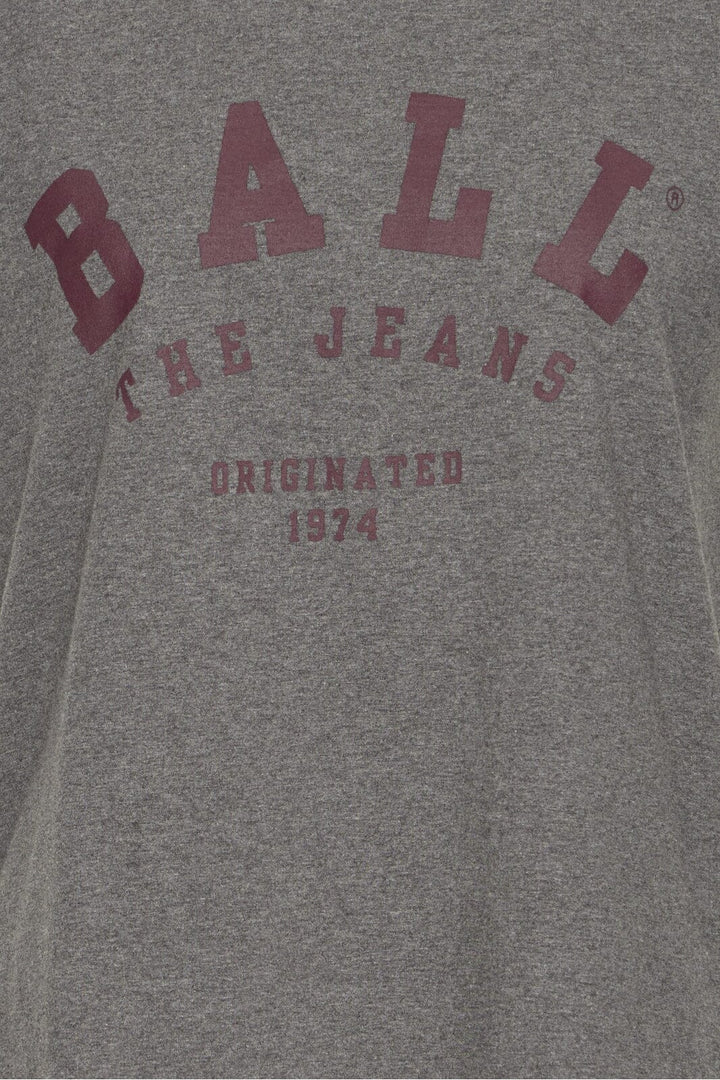 BALL®
THE JEANS
ORIGINATED
1974